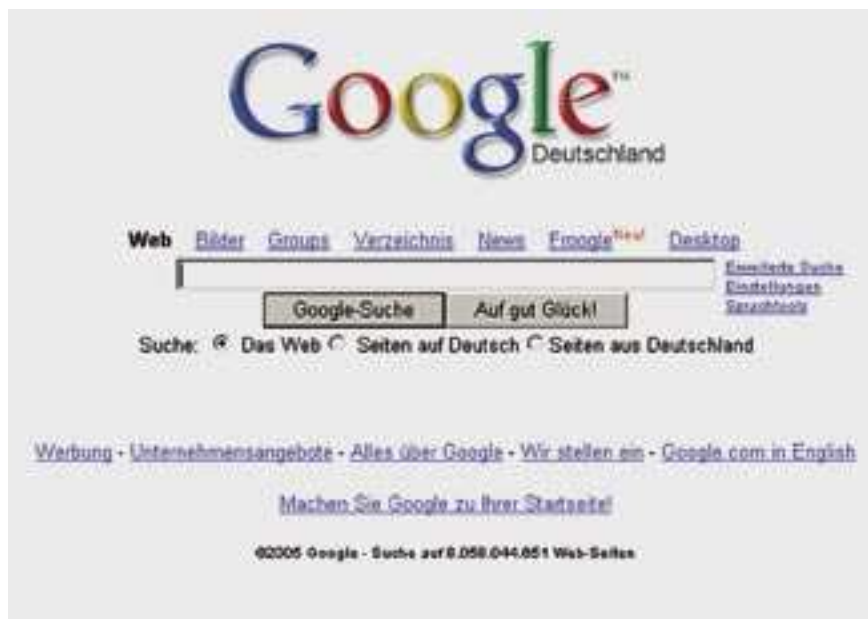 Google™
Deutschland
Web Bilder Groups Verzeichnis News Froogle New! Desktop
Erweiterte Suche
Einstellungen
Sprachtools
Google-Suche Auf gut Glück!
Suche: Das Web Seiten auf Deutsch Seiten aus Deutschland
Werbung - Unternehmensangebote - Alles über Google - Wir stellen ein - Google.com in English
Machen Sie Google zu Ihrer Startseite!
©2005 Google - Suche auf 8.058.044.651 Web-Seiten